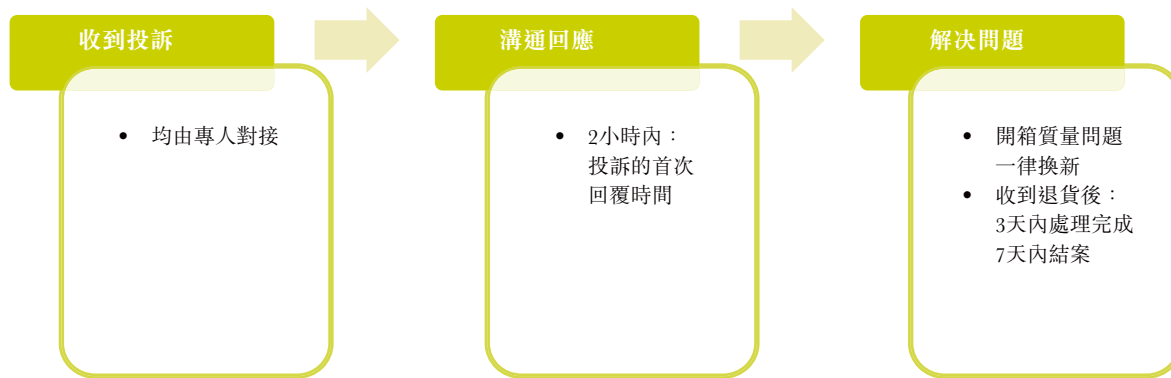 收到投訴
均由專人對接
溝通回應
2小時內：
投訴的首次
回覆時間
解決問題
開箱質量問題
一律換新
收到退貨後：
3天內處理完成
7天內結案